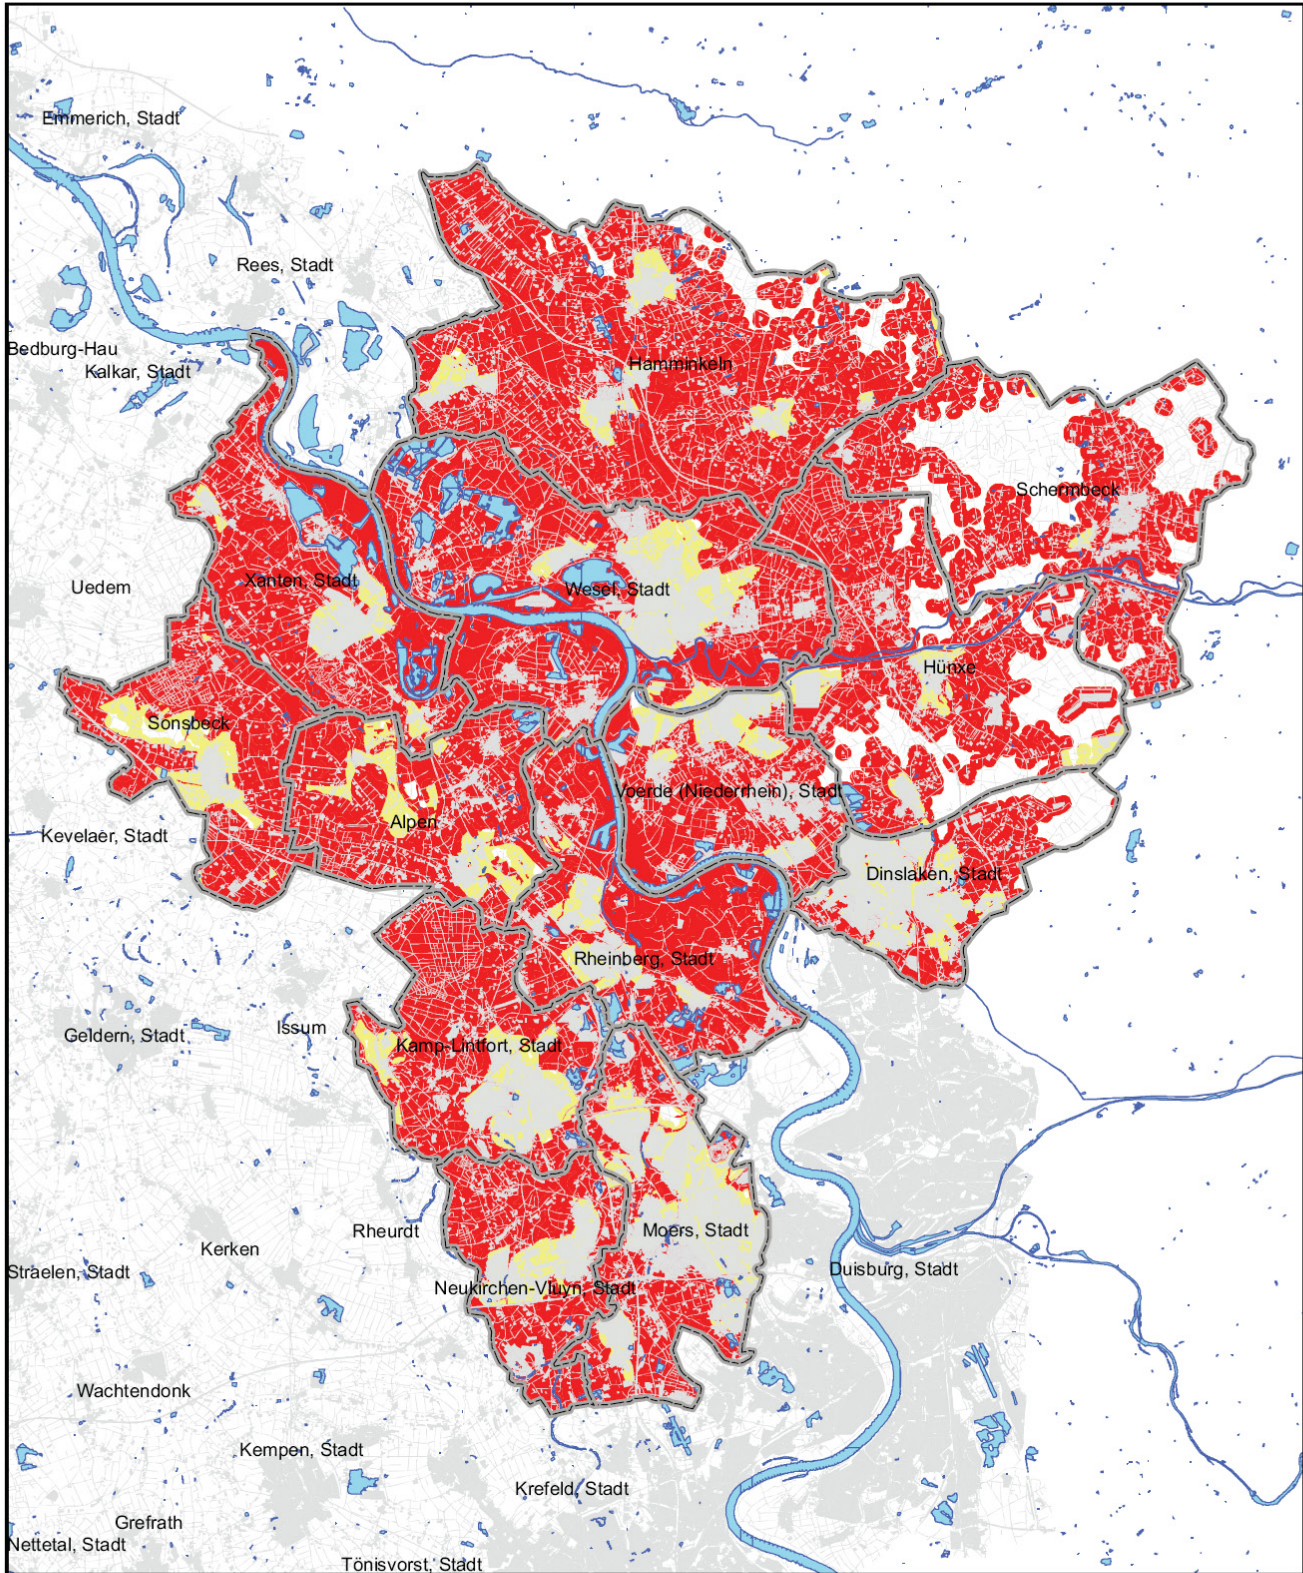 Emmerich, Stadt
Rees, Stadt
Bedburg-Hau
Kalkar, Stadt
Hamminkeln
Schermbeck
Uedem
Xanten, Stadt
Wesel, Stadt
Hünxe
Sonsbeck
Voerde (Niederrhein), Stadt
Alpen
Kevelaer, Stadt
Dinslaken, Stadt
Rheinberg, Stadt
Geldern, Stadt
Issum
Kamp-Lintfort, Stadt
Rheurdt
Moers, Stadt
Kerken
Straelen, Stadt
Duisburg, Stadt
Neukirchen-Vluyn, Stadt
Wachtendonk
Kempen, Stadt
Krefeld, Stadt
Grefrath
Nettetal, Stadt
Tönisvorst, Stadt